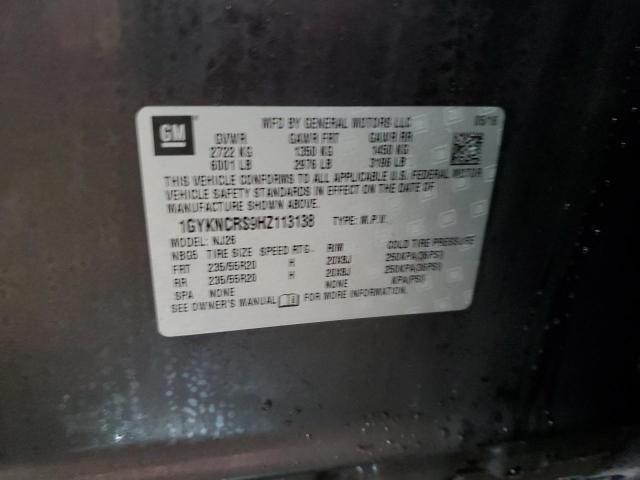 GM
MFD BY GENERAL MOTORS LLC 05/16
GVWR GAWR FRT GAWR RR
2722 KG 1350 KG 1450 KG
6001 LB 2976 LB 3196 LB
THIS VEHICLE CONFORMS TO ALL APPLICABLE U.S. FEDERAL MOTOR
VEHICLE SAFETY STANDARDS IN EFFECT ON THE DATE OF
MANUFACTURE SHOWN ABOVE.
1GYKNCRS9HZ113138 TYPE: M.P.V.
MODEL: NJ26
NBG5 TIRE SIZE SPEED RTG. RIM COLD TIRE PRESSURE
FRT 235/55R20 H 20X8J 250KPA(36PSI)
RR 235/55R20 H 20X8J 250KPA(36PSI)
SPA NONE NONE KPA(PSI)
SEE OWNER'S MANUAL FOR MORE INFORMATION.